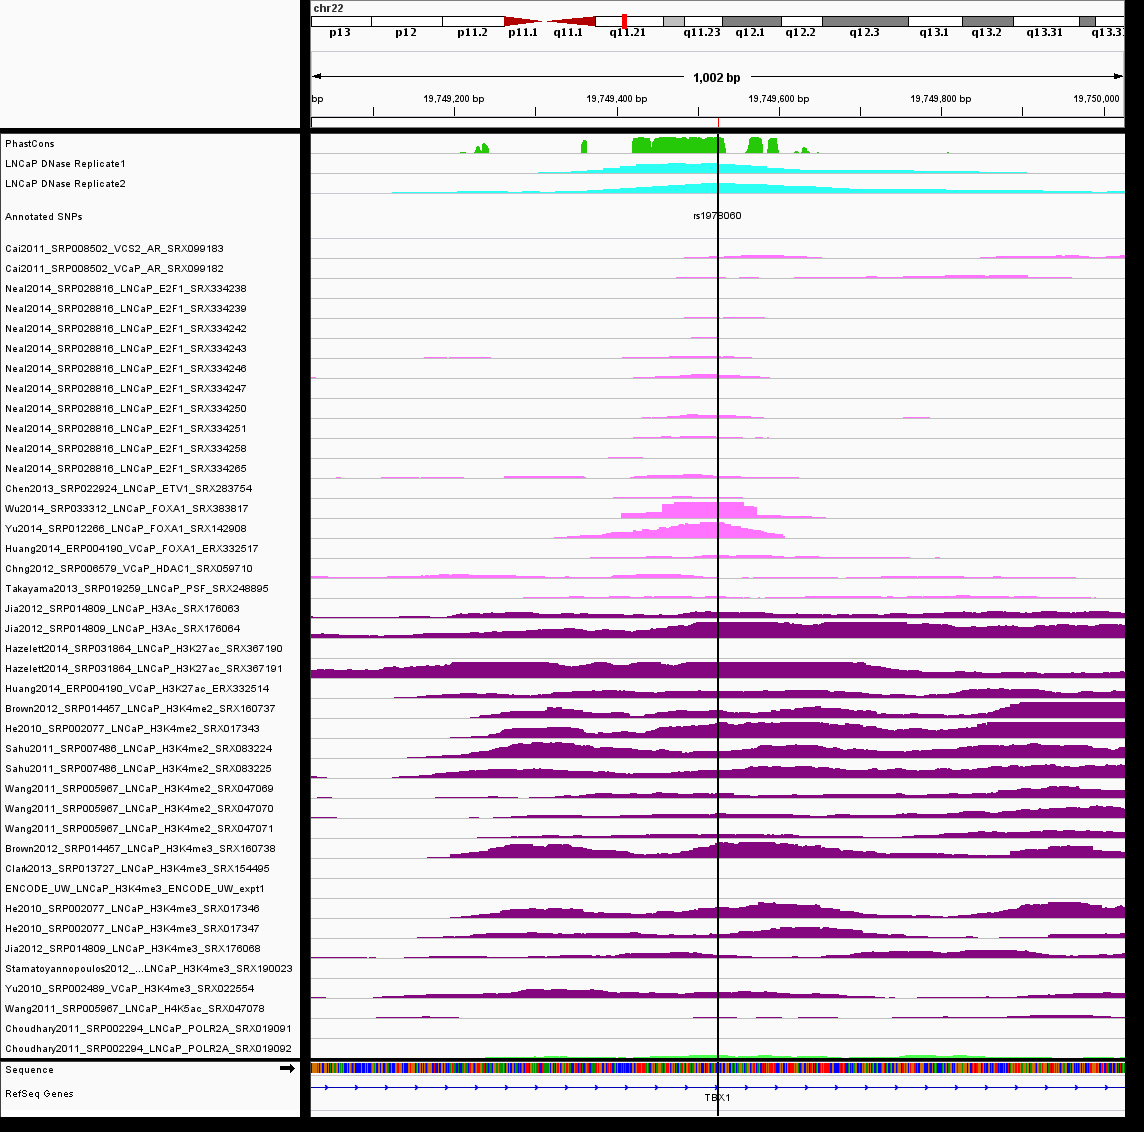 chr22
p13 p12 p11.2 p11.1 q11.1 q11.21 q11.23 q12.1 q12.2 q12.3 q13.1 q13.2 q13.31 q13.31
1,002 bp
bp 19,749,200 bp 19,749,400 bp 19,749,600 bp 19,749,800 bp 19,750,000
PhastCons
LNCaP DNase Replicate1
LNCaP DNase Replicate2
Annotated SNPs
rs1978060
Cai2011_SRP008502_VCS2_AR_SRX099183
Cai2011_SRP008502_VCaP_AR_SRX099182
Neal2014_SRP028816_LNCaP_E2F1_SRX334238
Neal2014_SRP028816_LNCaP_E2F1_SRX334239
Neal2014_SRP028816_LNCaP_E2F1_SRX334242
Neal2014_SRP028816_LNCaP_E2F1_SRX334243
Neal2014_SRP028816_LNCaP_E2F1_SRX334246
Neal2014_SRP028816_LNCaP_E2F1_SRX334247
Neal2014_SRP028816_LNCaP_E2F1_SRX334250
Neal2014_SRP028816_LNCaP_E2F1_SRX334251
Neal2014_SRP028816_LNCaP_E2F1_SRX334258
Neal2014_SRP028816_LNCaP_E2F1_SRX334265
Chen2013_SRP022924_LNCaP_ETV1_SRX283754
Wu2014_SRP033312_LNCaP_FOXA1_SRX383817
Yu2014_SRP012266_LNCaP_FOXA1_SRX142908
Huang2014_ERP004190_VCaP_FOXA1_ERX332517
Chng2012_SRP006579_VCaP_HDAC1_SRX059710
Takayama2013_SRP019259_LNCaP_PSF_SRX248895
Jia2012_SRP014809_LNCaP_H3Ac_SRX176063
Jia2012_SRP014809_LNCaP_H3Ac_SRX176064
Hazelett2014_SRP031864_LNCaP_H3K27ac_SRX367190
Hazelett2014_SRP031864_LNCaP_H3K27ac_SRX367191
Huang2014_ERP004190_VCaP_H3K27ac_ERX332514
Brown2012_SRP014457_LNCaP_H3K4me2_SRX160737
He2010_SRP002077_LNCaP_H3K4me2_SRX017343
Sahu2011_SRP007486_LNCaP_H3K4me2_SRX083224
Sahu2011_SRP007486_LNCaP_H3K4me2_SRX083225
Wang2011_SRP005967_LNCaP_H3K4me2_SRX047069
Wang2011_SRP005967_LNCaP_H3K4me2_SRX047070
Wang2011_SRP005967_LNCaP_H3K4me2_SRX047071
Brown2012_SRP014457_LNCaP_H3K4me3_SRX160738
Clark2013_SRP013727_LNCaP_H3K4me3_SRX154495
ENCODE_UW_LNCaP_H3K4me3_ENCODE_UW_expt1
He2010_SRP002077_LNCaP_H3K4me3_SRX017346
He2010_SRP002077_LNCaP_H3K4me3_SRX017347
Jia2012_SRP014809_LNCaP_H3K4me3_SRX176068
Stamatoyannopoulos2012_...LNCaP_H3K4me3_SRX190023
Yu2010_SRP002489_VCaP_H3K4me3_SRX022554
Wang2011_SRP005967_LNCaP_H4K5ac_SRX047078
Choudhary2011_SRP002294_LNCaP_POLR2A_SRX019091
Choudhary2011_SRP002294_LNCaP_POLR2A_SRX019092
Sequence
RefSeq Genes
TBX1